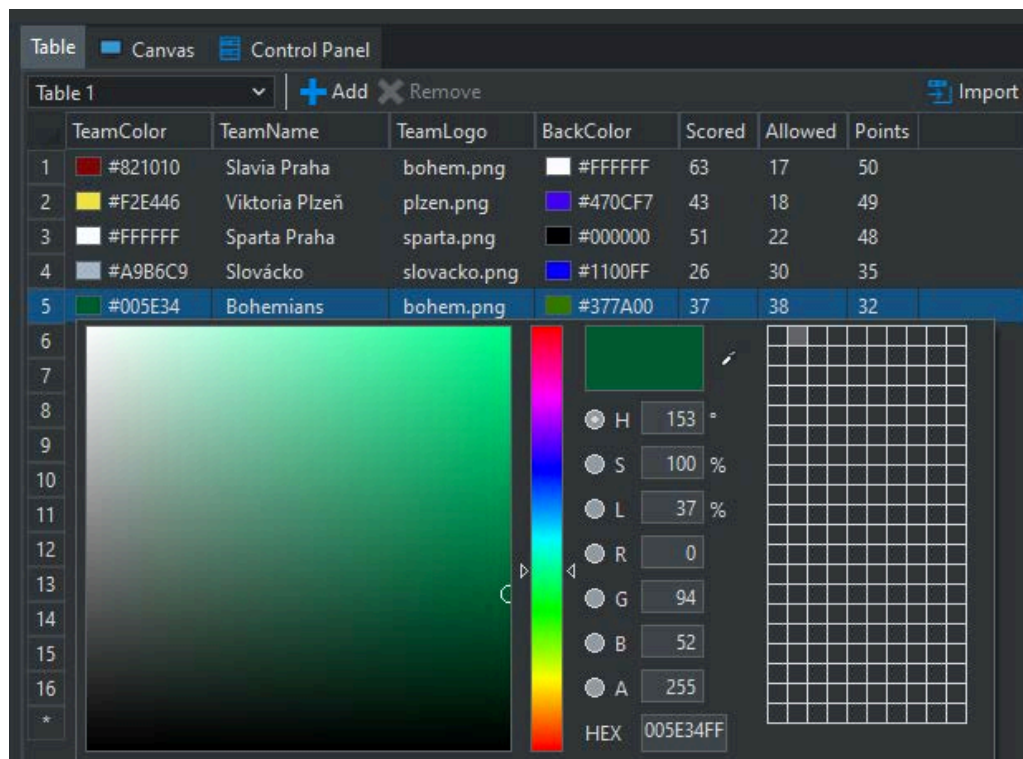 Table Canvas Control Panel
Table 1 Add Remove Import
TeamColor TeamName TeamLogo BackColor Scored Allowed Points
1 #821010 Slavia Praha bohem.png #FFFFFF 63 17 50
2 #F2E446 Viktoria Plzeň plzen.png #470CF7 43 18 49
3 #FFFFFF Sparta Praha sparta.png #000000 51 22 48
4 #A9B6C9 Slovácko slovacko.png #1100FF 26 30 35
5 #005E34 Bohemians bohem.png #377A00 37 38 32
6
7
8 H 153 °
9 S 100 %
10
11 L 37 %
12 R 0
13 G 94
14
15 B 52
16 A 255
* HEX 005E34FF